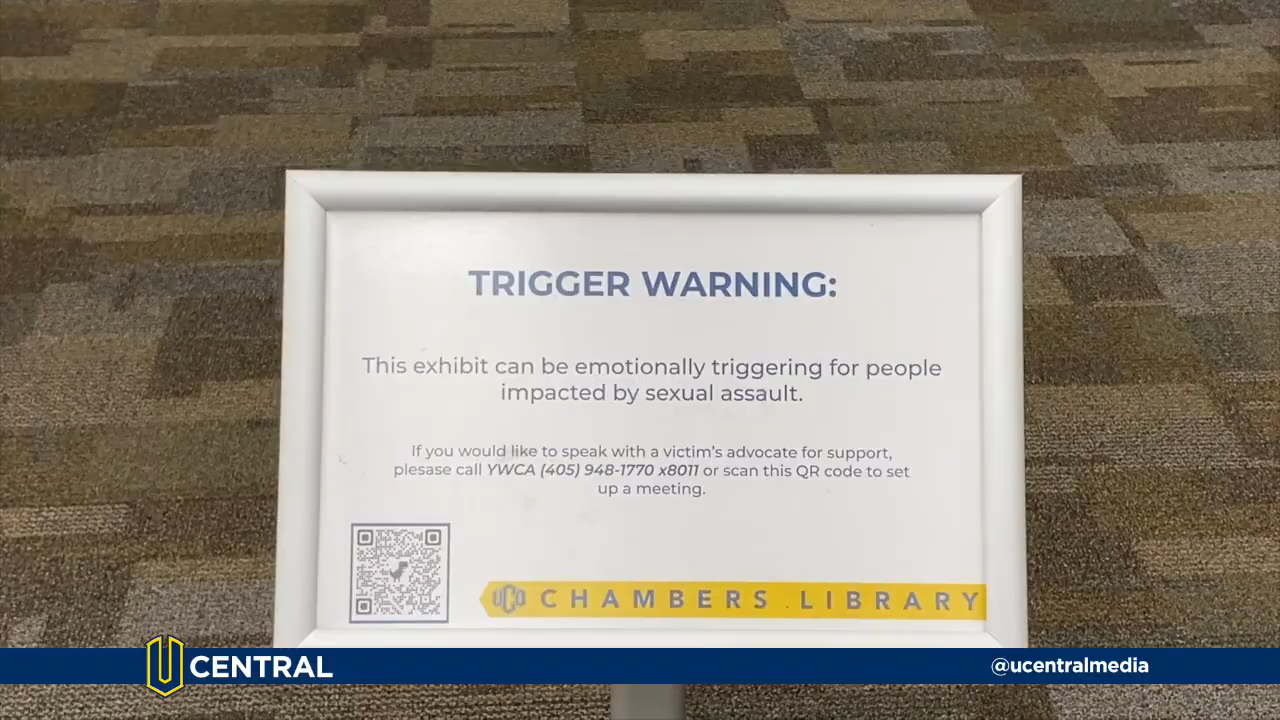 TRIGGER WARNING:
This exhibit can be emotionally triggering for people
impacted by sexual assault.
If you would like to speak with a victim's advocate for support,
plesase call YWCA (405) 948-1770 x8011 or scan this QR code to set
up a meeting.
UCO CHAMBERS LIBRARY
U CENTRAL
@ucentralmedia